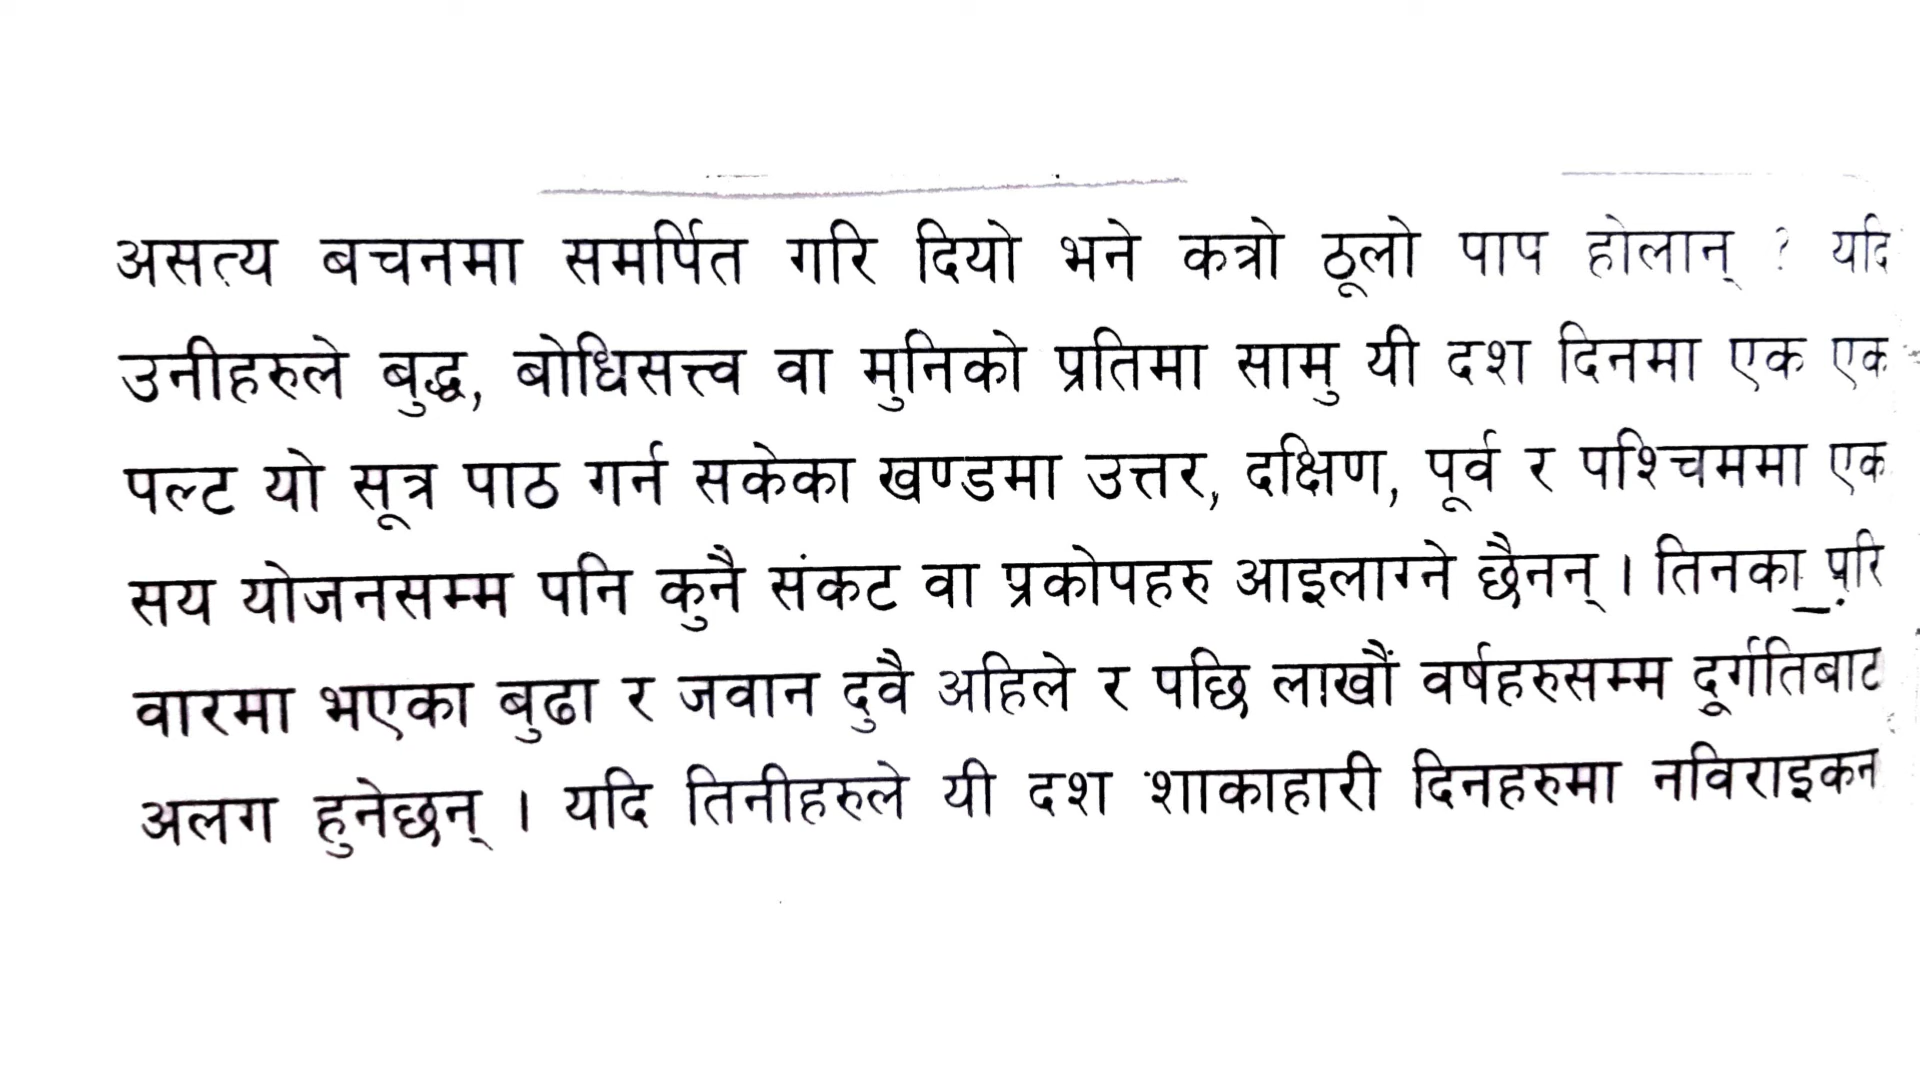 असत्य बचनमा समर्पित गरि दियो भने कत्रो ठूलो पाप होलान् ? यदि
उनीहरुले बुद्ध, बोधिसत्त्व वा मुनिको प्रतिमा सामु यी दश दिनमा एक एक
पल्ट यो सूत्र पाठ गर्न सकेका खण्डमा उत्तर, दक्षिण, पूर्व र पश्चिममा एक
सय योजनसम्म पनि कुनै संकट वा प्रकोपहरु आइलाग्ने छैनन् । तिनका परि
वारमा भएका बुढा र जवान दुवै अहिले र पछि लाखौं वर्षहरुसम्म दूर्गतिबाट
अलग हुनेछन् । यदि तिनीहरुले यी दश शाकाहारी दिनहरुमा नविराइकन